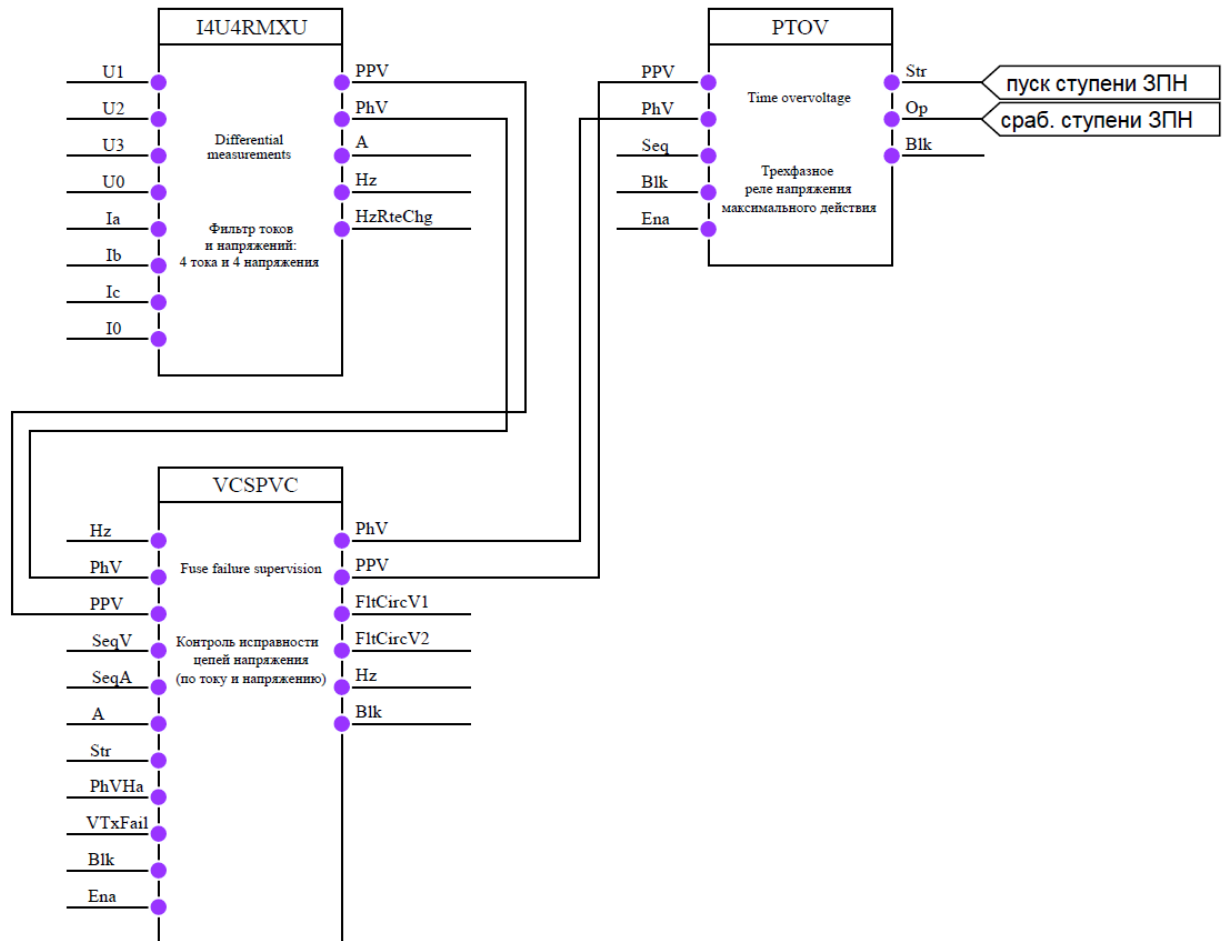 I4U4RMXU
U1
U2
U3
U0
Ia
Ib
Ic
I0
Differential
measurements
Фильтр токов
и напряжений:
4 тока и 4 напряжения
PPV
PhV
A
Hz
HzRteChg
PTOV
PPV
PhV
Seq
Blk
Ena
Time overvoltage
Трехфазное
реле напряжения
максимального действия
Str
Op
Blk
пуск ступени ЗПН
сраб. ступени ЗПН
VCSPVC
Hz
PhV
PPV
SeqV
SeqA
A
Str
PhVHa
VTxFail
Blk
Ena
Fuse failure supervision
Контроль исправности
цепей напряжения
(по току и напряжению)
PhV
PPV
FltCircV1
FltCircV2
Hz
Blk